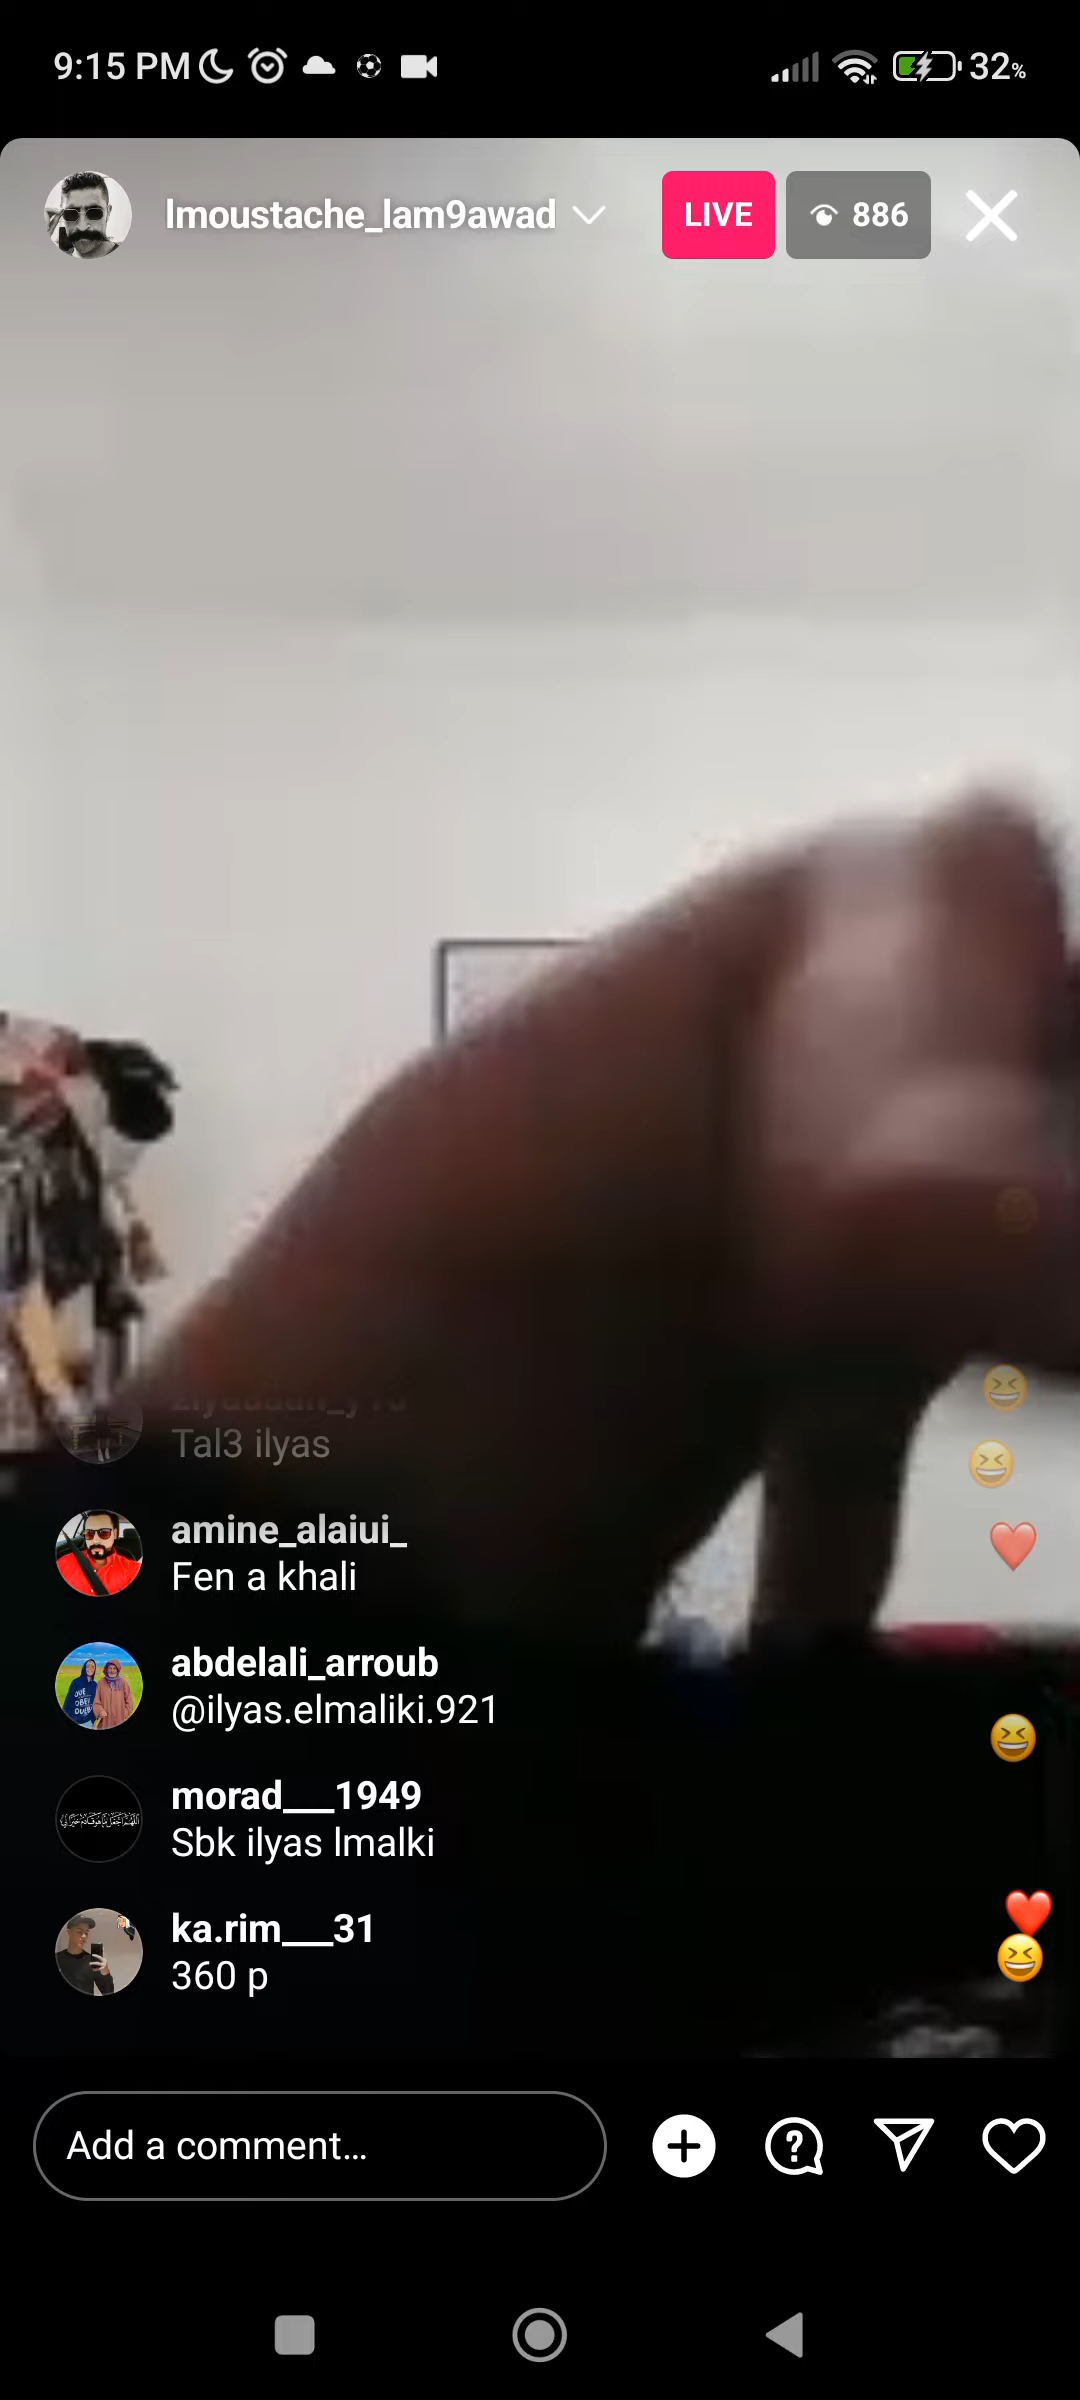 9:15 PM
32%
lmoustache_lam9awad
LIVE
886
Tal3 ilyas
amine_alaiui_
Fen a khali
abdelali_arroub
@ilyas.elmaliki.921
morad___1949
Sbk ilyas lmalki
ka.rim___31
360 p
Add a comment...